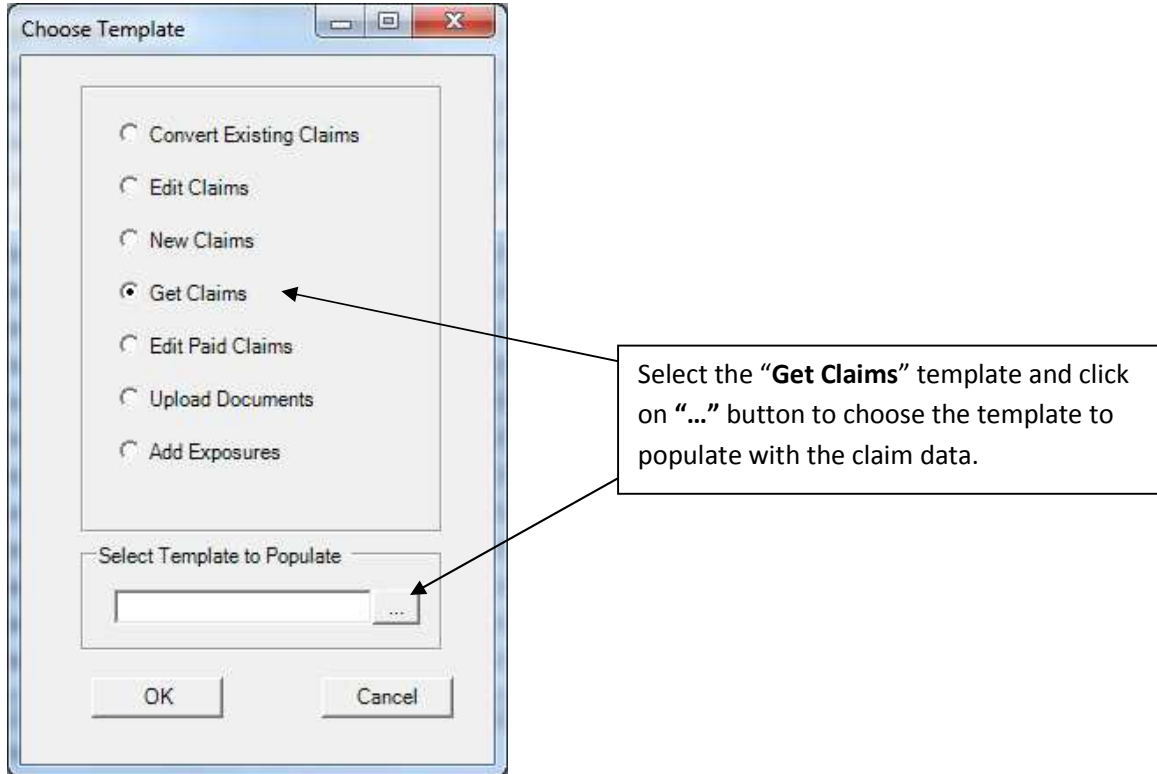 Choose Template
Convert Existing Claims
Edit Claims
New Claims
Get Claims
Edit Paid Claims
Upload Documents
Add Exposures
Select Template to Populate
...
OK
Cancel
Select the “Get Claims” template and click
on “...” button to choose the template to
populate with the claim data.